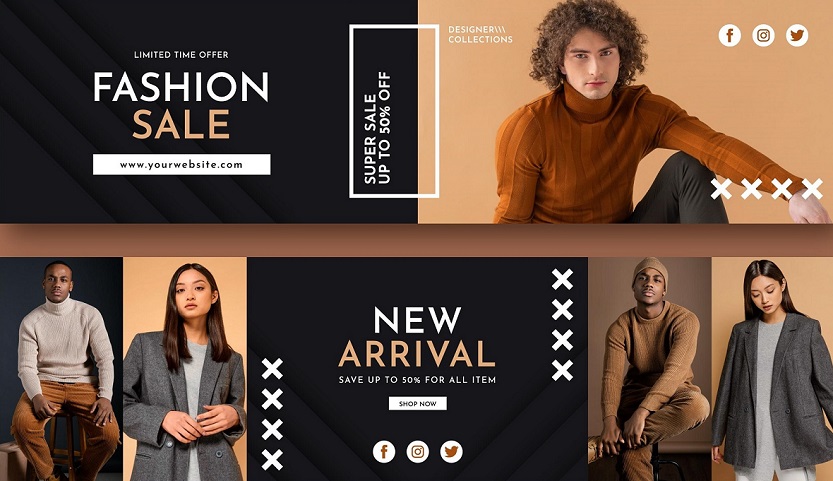 LIMITED TIME OFFER
FASHION
SALE
www.yourwebsite.com
SUPER SALE
UP TO 50% OFF
DESIGNER\\\
COLLECTIONS
NEW
ARRIVAL
SAVE UP TO 50% FOR ALL ITEM
SHOP NOW